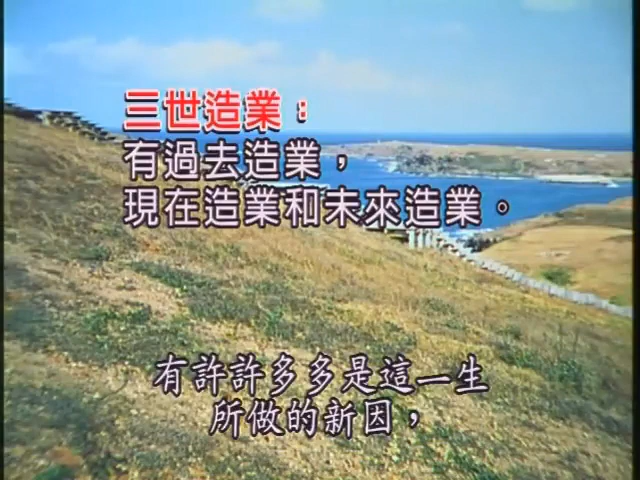 三世造業：
有過去造業，
現在造業和未來造業。
有許許多多是這一生
所做的新因，